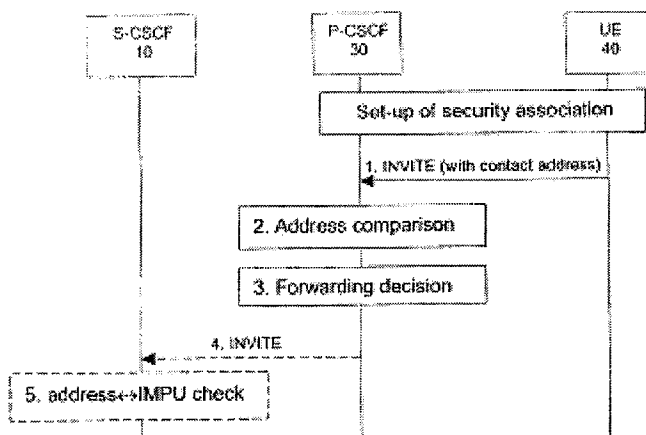 S-CSCF
10
P-CSCF
30
UE
40
Set-up of security association
1. INVITE (with contact address)
2. Address comparison
3. Forwarding decision
4. INVITE
5. address↔IMPU check